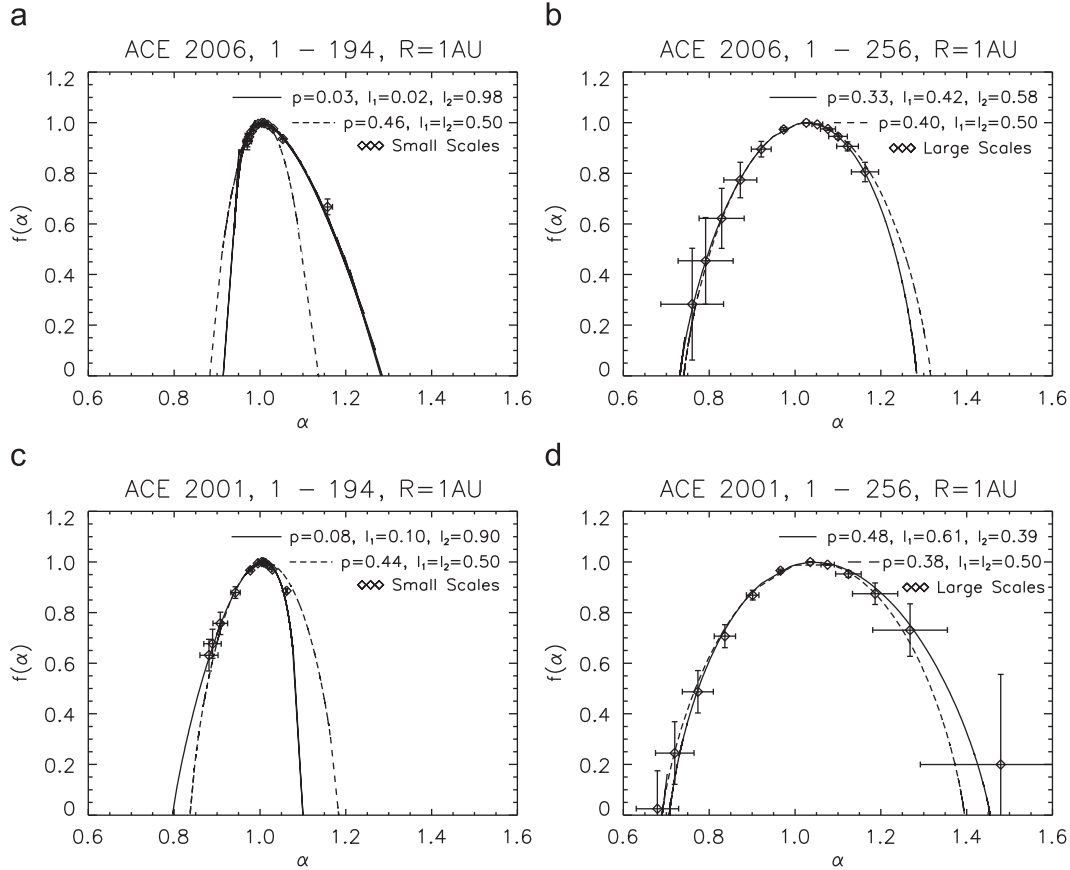 a
ACE 2006, 1 – 194, R=1AU
p=0.03, l₁=0.02, l₂=0.98
p=0.46, l₁=l₂=0.50
Small Scales
f(α)
1.2
1.0
0.8
0.6
0.4
0.2
0
0.6 0.8 1.0 1.2 1.4 1.6
α
b
ACE 2006, 1 – 256, R=1AU
p=0.33, l₁=0.42, l₂=0.58
p=0.40, l₁=l₂=0.50
Large Scales
f(α)
1.2
1.0
0.8
0.6
0.4
0.2
0
0.6 0.8 1.0 1.2 1.4 1.6
α
c
ACE 2001, 1 – 194, R=1AU
p=0.08, l₁=0.10, l₂=0.90
p=0.44, l₁=l₂=0.50
Small Scales
f(α)
1.2
1.0
0.8
0.6
0.4
0.2
0
0.6 0.8 1.0 1.2 1.4 1.6
α
d
ACE 2001, 1 – 256, R=1AU
p=0.48, l₁=0.61, l₂=0.39
p=0.38, l₁=l₂=0.50
Large Scales
f(α)
1.2
1.0
0.8
0.6
0.4
0.2
0
0.6 0.8 1.0 1.2 1.4 1.6
α